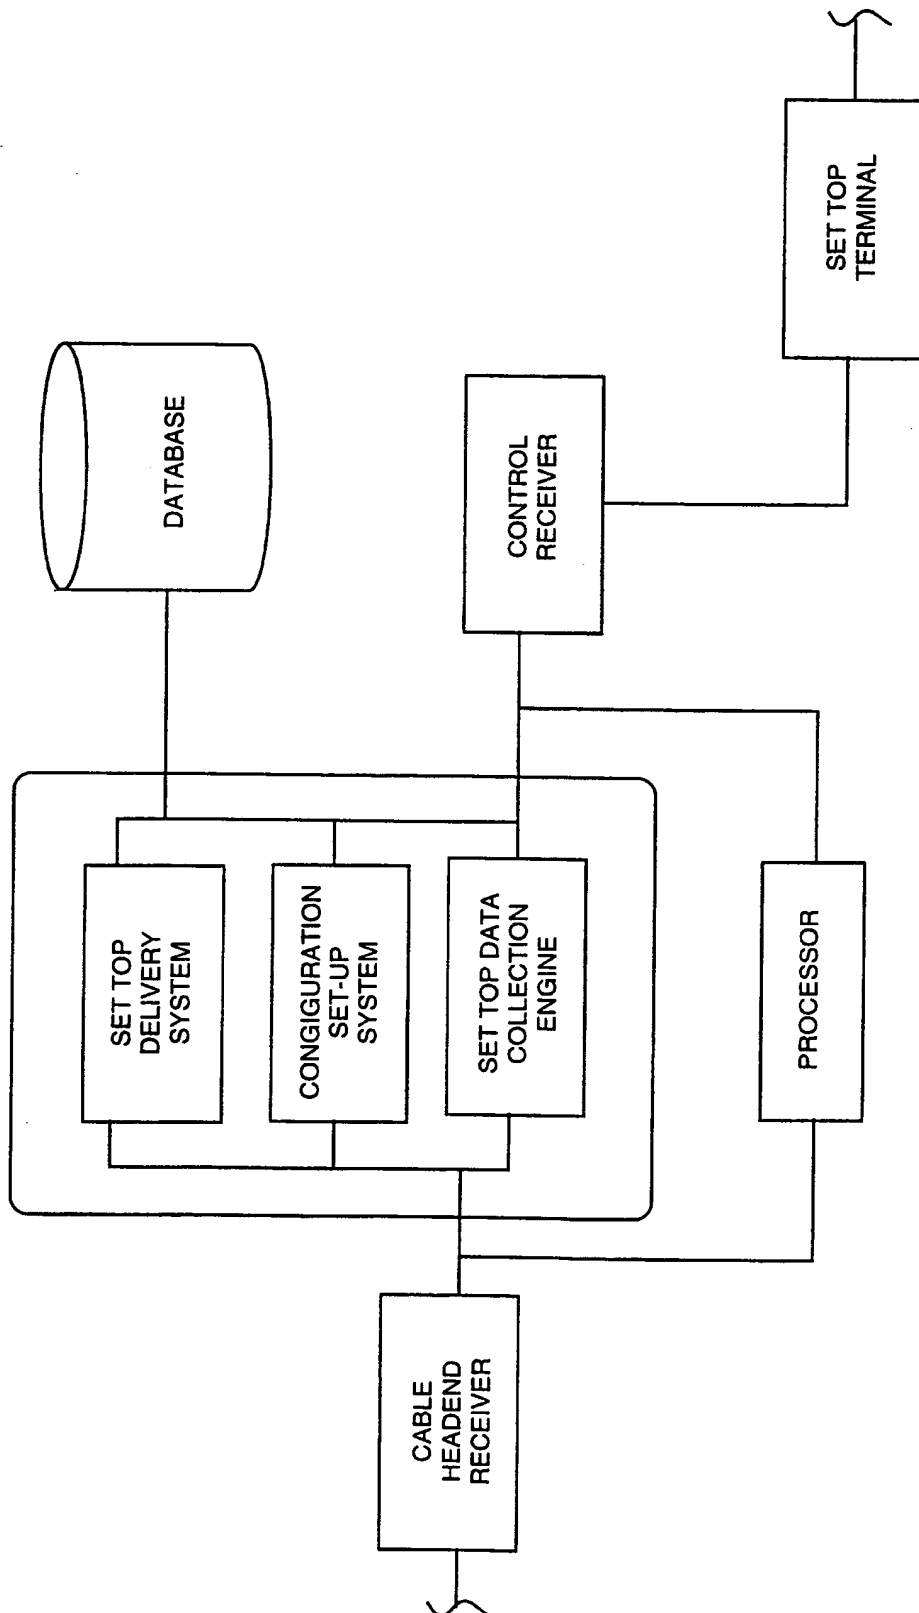 CABLE
HEADEND
RECEIVER
SET TOP
DELIVERY
SYSTEM
CONGIGURATION
SET-UP
SYSTEM
SET TOP DATA
COLLECTION
ENGINE
PROCESSOR
DATABASE
CONTROL
RECEIVER
SET TOP
TERMINAL